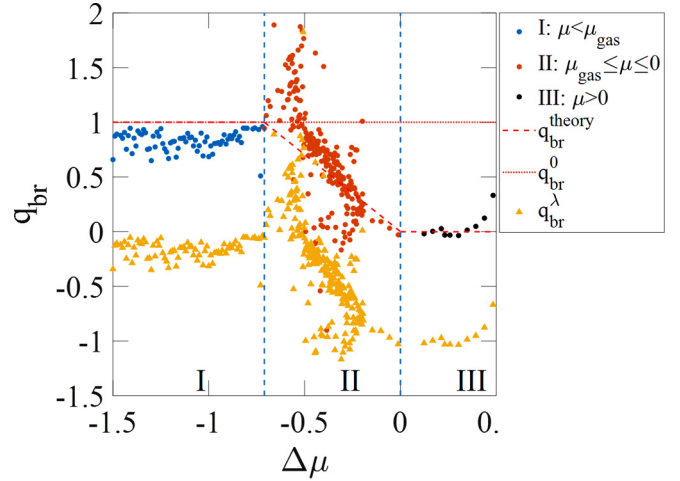 2
1.5
1
0.5
0
-0.5
-1
-1.5
q_br
I
II
III
-1.5
-1
-0.5
0
0.
Δμ
I: μ<μ_gas
II: μ_gas≤μ≤0
III: μ>0
q_br^theory
q_br^0
q_br^λ